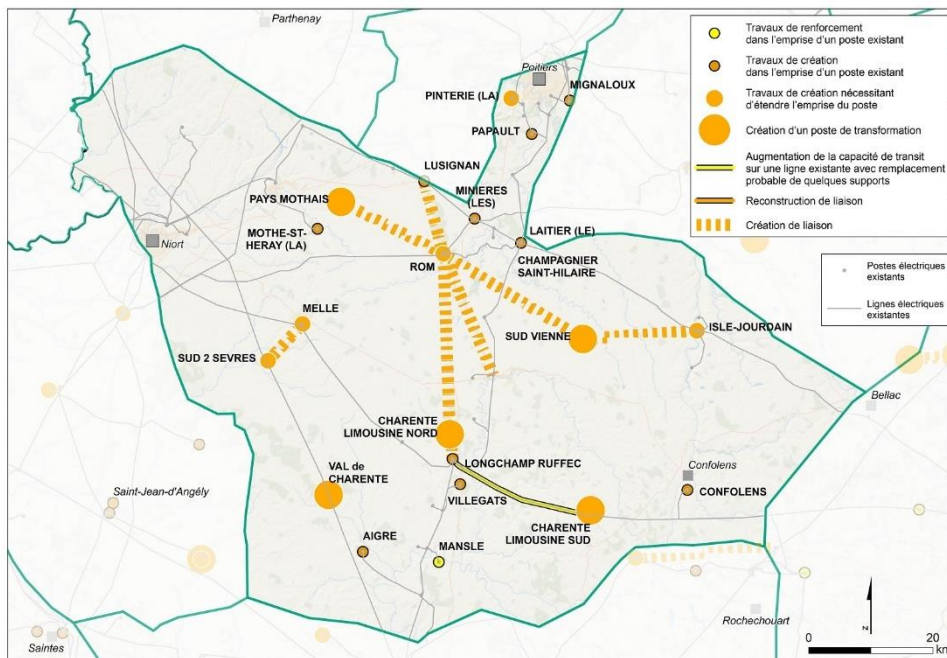 Parthenay
Poitiers
MIGNALOUX
PINTERIE (LA)
PAPAULT
LUSIGNAN
PAYS MOTHAIS
MINIERES
(LES)
MOTHE-ST-
HERAY (LA)
LAITIER (LE)
Niort
ROM
CHAMPAGNIER
SAINT-HILAIRE
MELLE
SUD VIENNE
ISLE-JOURDAIN
SUD 2 SEVRES
Bellac
CHARENTE
LIMOUSINE NORD
LONGCHAMP RUFFEC
VAL de
CHARENTE
Confolens
Saint-Jean-d'Angély
VILLEGATS
CONFOLENS
CHARENTE
LIMOUSINE SUD
AIGRE
MANSLE
Rochechouart
Saintes
Travaux de renforcement
dans l'emprise d'un poste existant
Travaux de création
dans l'emprise d'un poste existant
Travaux de création nécessitant
d'étendre l'emprise du poste
Création d'un poste de transformation
Augmentation de la capacité de transit
sur une ligne existante avec remplacement
probable de quelques supports
Reconstruction de liaison
Création de liaison
Postes électriques
existants
Lignes électriques
existantes
N
0 20
km